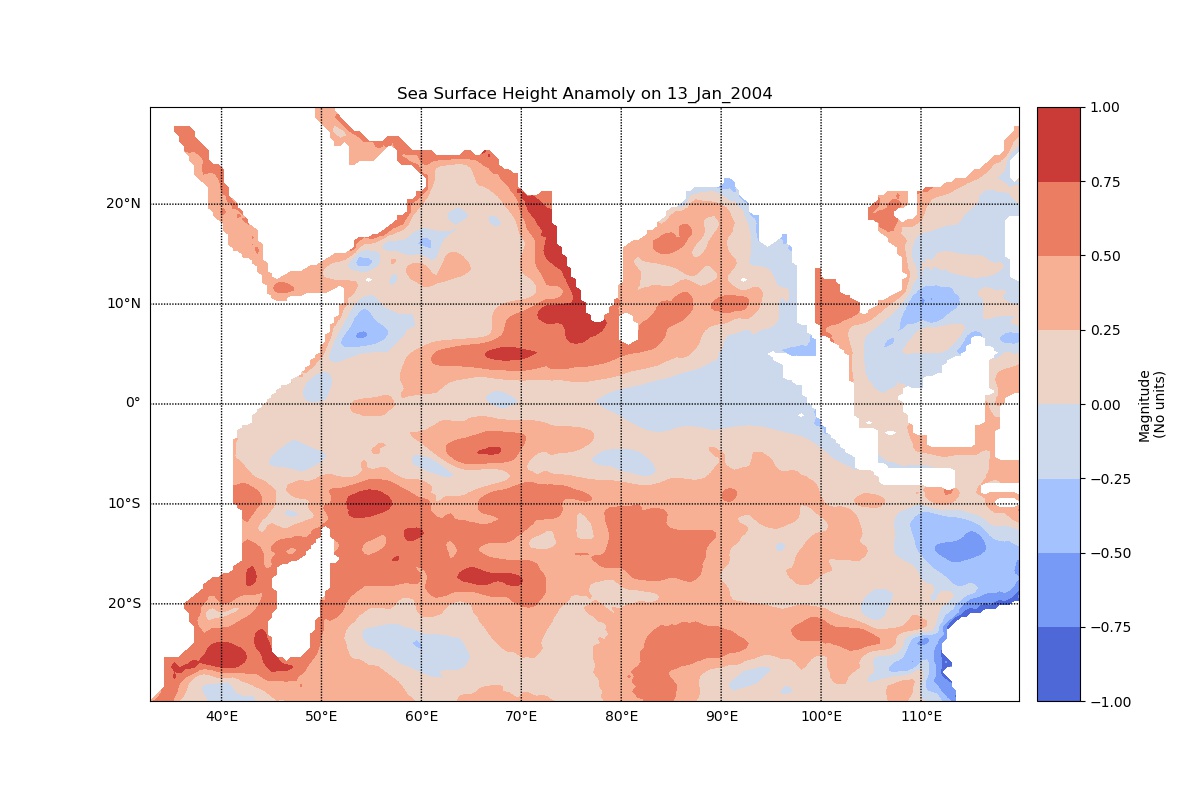 Sea Surface Height Anamoly on 13_Jan_2004
1.00
0.75
0.50
0.25
0.00
−0.25
−0.50
−0.75
−1.00
Magnitude
(No units)
20°N
10°N
0°
10°S
20°S
40°E 50°E 60°E 70°E 80°E 90°E 100°E 110°E